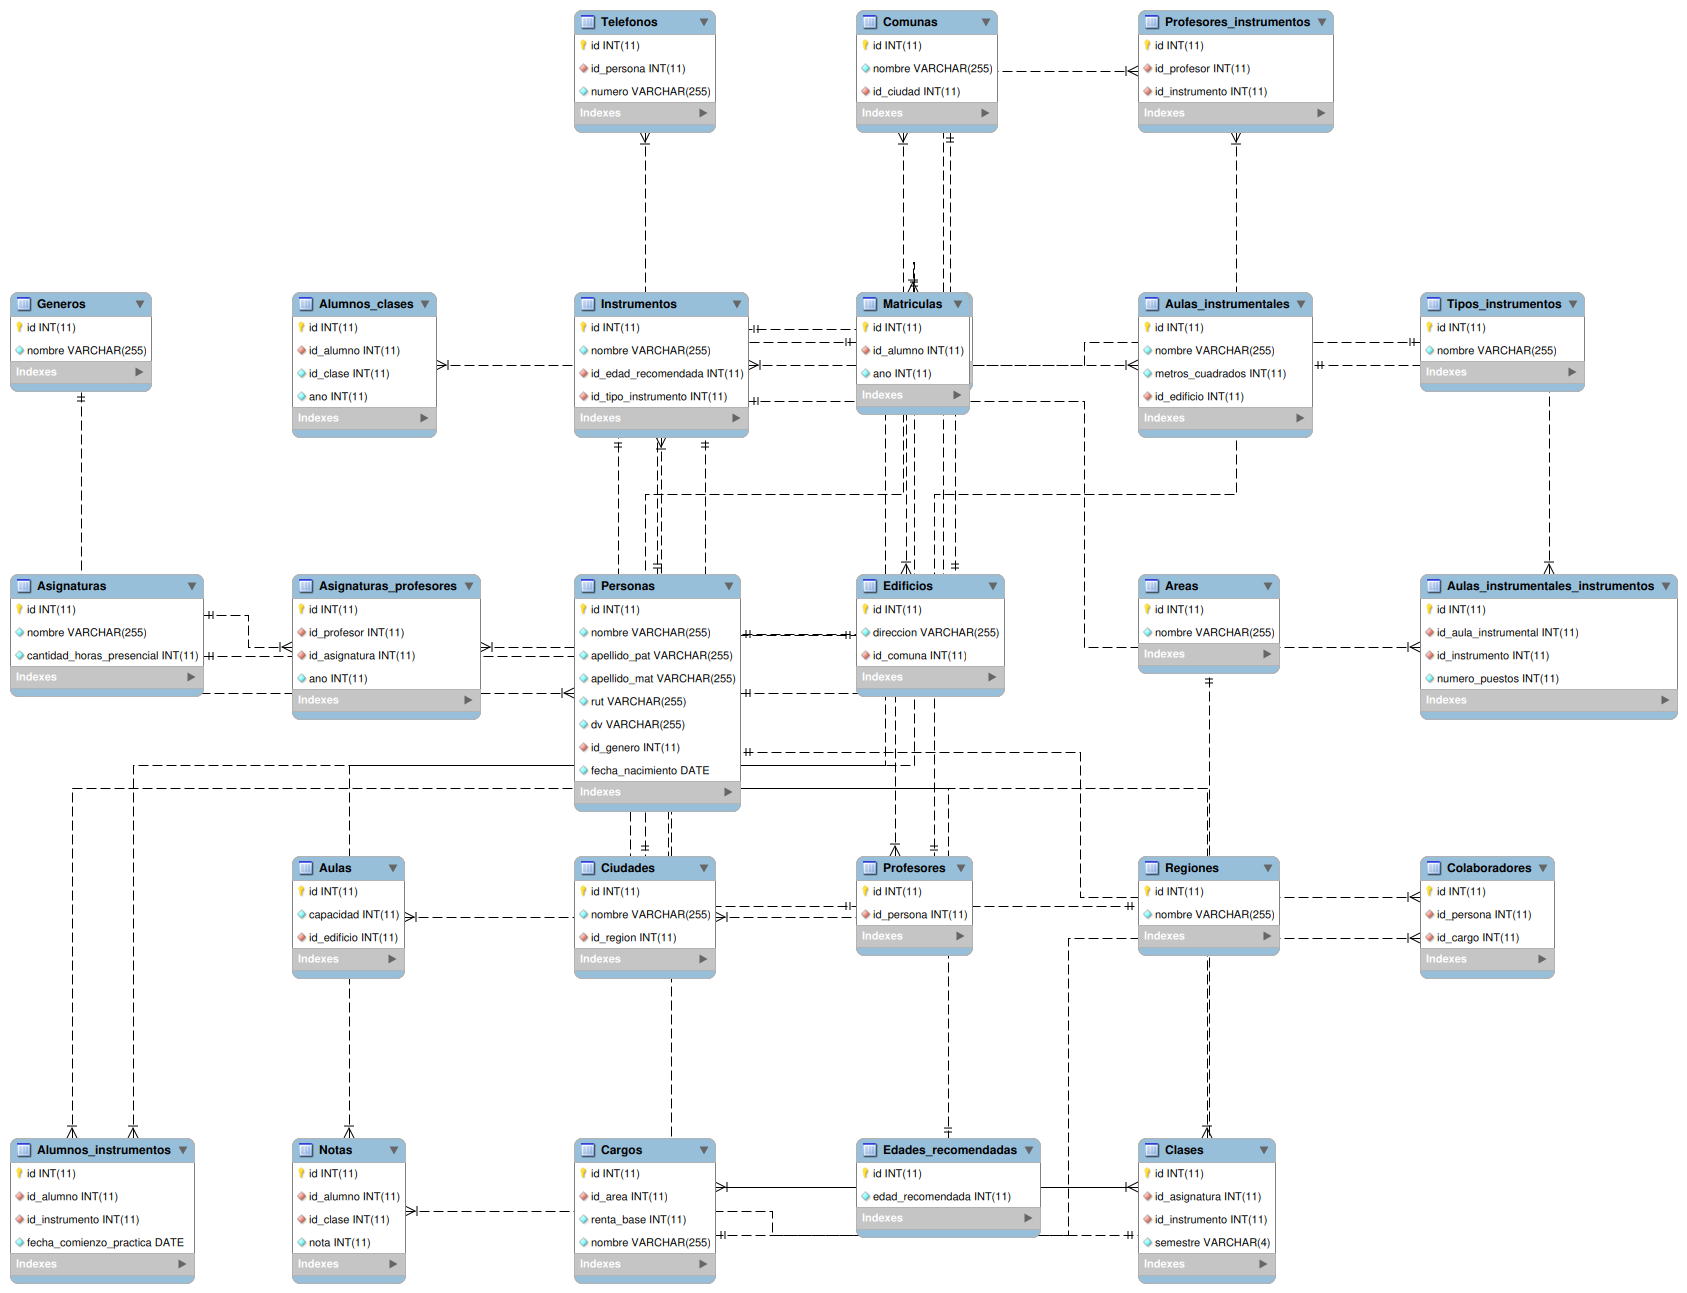 Telefonos
id INT(11)
id_persona INT(11)
numero VARCHAR(255)
Indexes
Comunas
id INT(11)
nombre VARCHAR(255)
id_ciudad INT(11)
Indexes
Profesores_instrumentos
id INT(11)
id_profesor INT(11)
id_instrumento INT(11)
Indexes
Generos
id INT(11)
nombre VARCHAR(255)
Indexes
Alumnos_clases
id INT(11)
id_alumno INT(11)
id_clase INT(11)
ano INT(11)
Indexes
Instrumentos
id INT(11)
nombre VARCHAR(255)
id_edad_recomendada INT(11)
id_tipo_instrumento INT(11)
Indexes
Matriculas
id INT(11)
id_alumno INT(11)
ano INT(11)
Indexes
Aulas_instrumentales
id INT(11)
nombre VARCHAR(255)
metros_cuadrados INT(11)
id_edificio INT(11)
Indexes
Tipos_instrumentos
id INT(11)
nombre VARCHAR(255)
Indexes
Asignaturas
id INT(11)
nombre VARCHAR(255)
cantidad_horas_presencial INT(11)
Indexes
Asignaturas_profesores
id INT(11)
id_profesor INT(11)
id_asignatura INT(11)
ano INT(11)
Indexes
Personas
id INT(11)
nombre VARCHAR(255)
apellido_pat VARCHAR(255)
apellido_mat VARCHAR(255)
rut VARCHAR(255)
dv VARCHAR(255)
id_genero INT(11)
fecha_nacimiento DATE
Indexes
Edificios
id INT(11)
direccion VARCHAR(255)
id_comuna INT(11)
Indexes
Areas
id INT(11)
nombre VARCHAR(255)
Indexes
Aulas_instrumentales_instrumentos
id INT(11)
id_aula_instrumental INT(11)
id_instrumento INT(11)
numero_puestos INT(11)
Indexes
Aulas
id INT(11)
capacidad INT(11)
id_edificio INT(11)
Indexes
Ciudades
id INT(11)
nombre VARCHAR(255)
id_region INT(11)
Indexes
Profesores
id INT(11)
id_persona INT(11)
Indexes
Regiones
id INT(11)
nombre VARCHAR(255)
Indexes
Colaboradores
id INT(11)
id_persona INT(11)
id_cargo INT(11)
Indexes
Alumnos_instrumentos
id INT(11)
id_alumno INT(11)
id_instrumento INT(11)
fecha_comienzo_practica DATE
Indexes
Notas
id INT(11)
id_alumno INT(11)
id_clase INT(11)
nota INT(11)
Indexes
Cargos
id INT(11)
id_area INT(11)
renta_base INT(11)
nombre VARCHAR(255)
Indexes
Edades_recomendadas
id INT(11)
edad_recomendada INT(11)
Indexes
Clases
id INT(11)
id_asignatura INT(11)
id_instrumento INT(11)
semestre VARCHAR(4)
Indexes